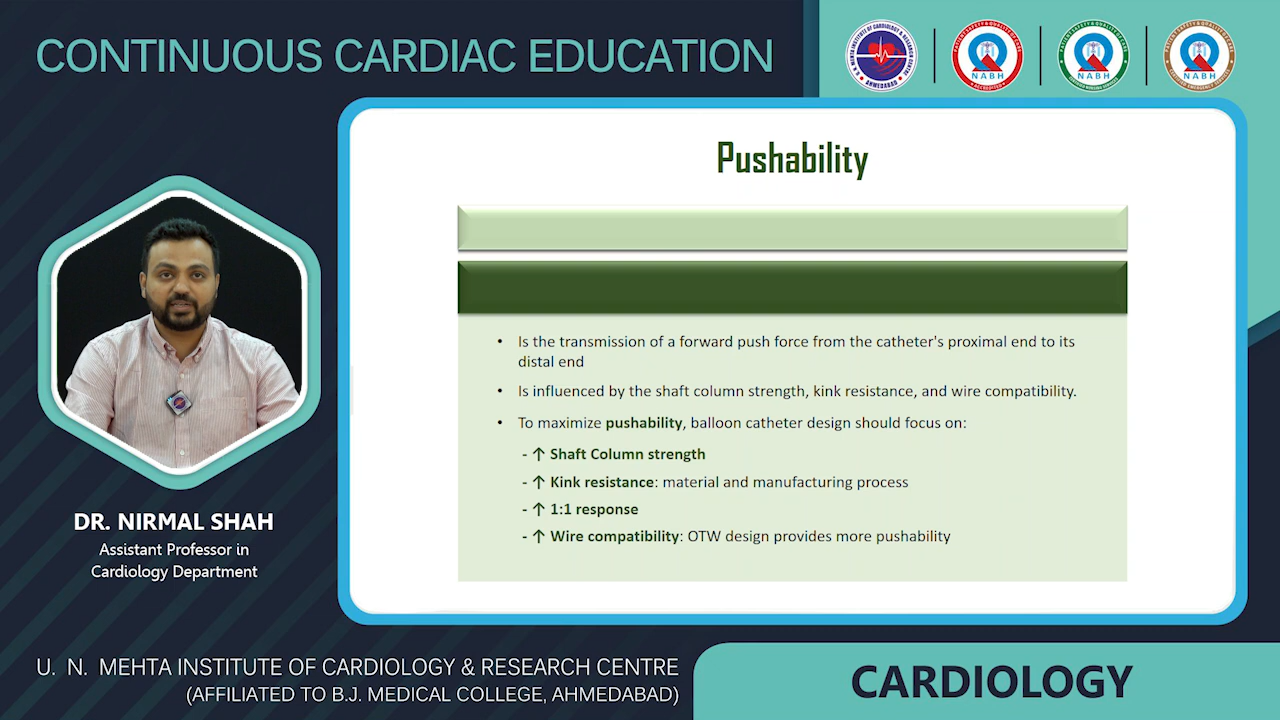 CONTINUOUS CARDIAC EDUCATION
NABH
NABH
NABH
AHMEDABAD
Pushability
• Is the transmission of a forward push force from the catheter's proximal end to its
distal end
• Is influenced by the shaft column strength, kink resistance, and wire compatibility.
• To maximize pushability, balloon catheter design should focus on:
- ↑ Shaft Column strength
- ↑ Kink resistance: material and manufacturing process
- ↑ 1:1 response
- ↑ Wire compatibility: OTW design provides more pushability
DR. NIRMAL SHAH
Assistant Professor in
Cardiology Department
U. N. MEHTA INSTITUTE OF CARDIOLOGY & RESEARCH CENTRE
(AFFILIATED TO B.J. MEDICAL COLLEGE, AHMEDABAD)
CARDIOLOGY